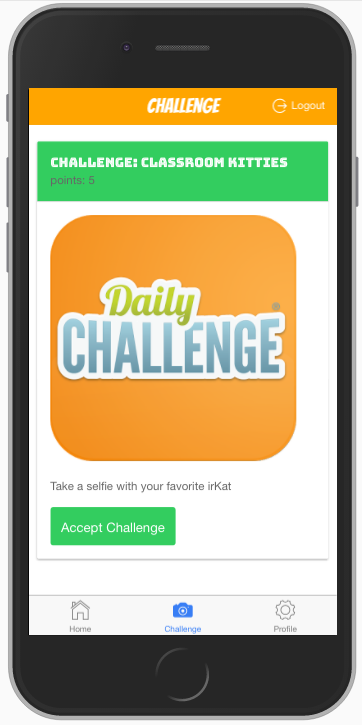 CHALLENGE
Logout
CHALLENGE: CLASSROOM KITTIES
points: 5
Daily
CHALLENGE®
Take a selfie with your favorite irKat
Accept Challenge
Home
Challenge
Profile